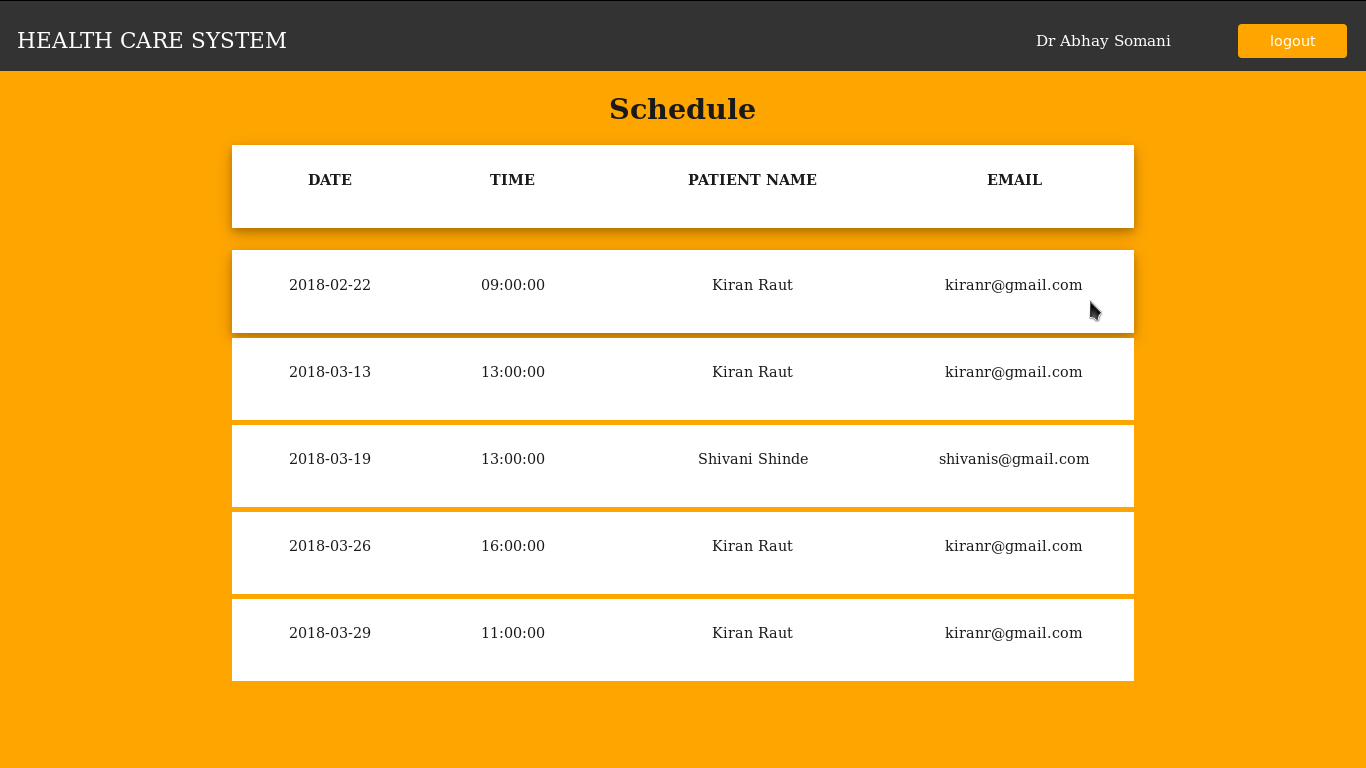 HEALTH CARE SYSTEM Dr Abhay Somani logout
Schedule
DATE TIME PATIENT NAME EMAIL
2018-02-22 09:00:00 Kiran Raut kiranr@gmail.com
2018-03-13 13:00:00 Kiran Raut kiranr@gmail.com
2018-03-19 13:00:00 Shivani Shinde shivanis@gmail.com
2018-03-26 16:00:00 Kiran Raut kiranr@gmail.com
2018-03-29 11:00:00 Kiran Raut kiranr@gmail.com